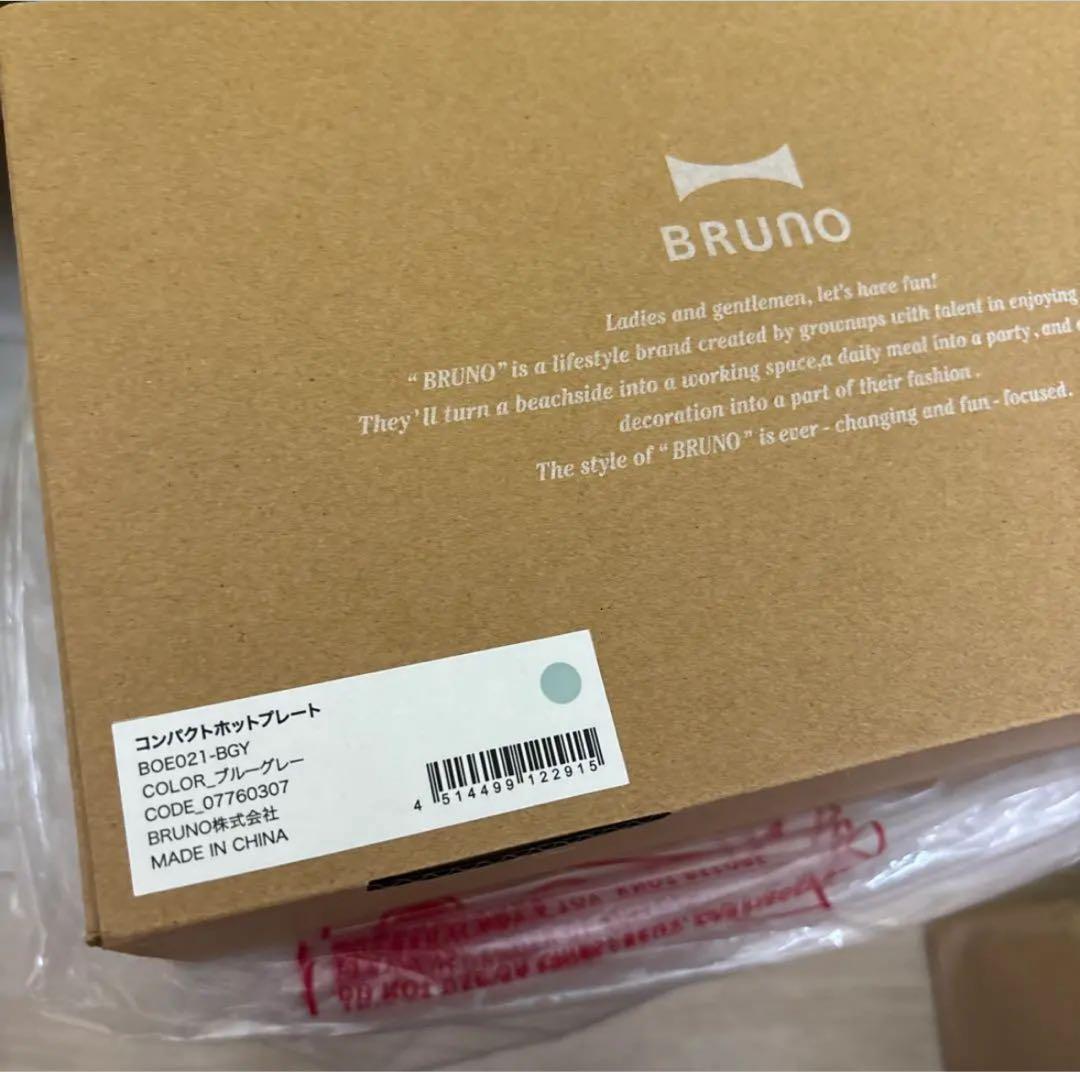 BRUNO
Ladies and gentlemen, let's have fun!
“BRUNO” is a lifestyle brand created by grownups with talent in enjoying
They'll turn a beachside into a working space,a daily meal into a party, and
decoration into a part of their fashion.
The style of “BRUNO” is ever-changing and fun-focused.
コンパクトホットプレート
BOE021-BGY
COLOR_ブルーグレー
CODE_07760307
BRUNO株式会社
MADE IN CHINA
4 514499 122915